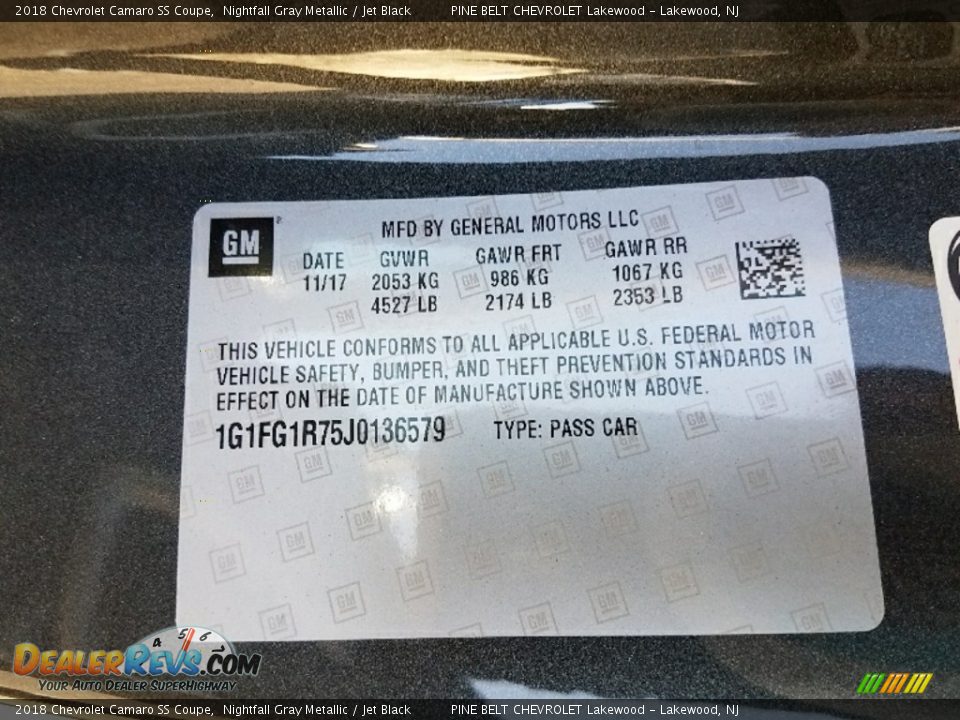 2018 Chevrolet Camaro SS Coupe, Nightfall Gray Metallic / Jet Black PINE BELT CHEVROLET Lakewood - Lakewood, NJ
GM
MFD BY GENERAL MOTORS LLC
DATE GVWR GAWR FRT GAWR RR
11/17 2053 KG 986 KG 1067 KG
4527 LB 2174 LB 2353 LB
THIS VEHICLE CONFORMS TO ALL APPLICABLE U.S. FEDERAL MOTOR
VEHICLE SAFETY, BUMPER, AND THEFT PREVENTION STANDARDS IN
EFFECT ON THE DATE OF MANUFACTURE SHOWN ABOVE.
1G1FG1R75J0136579 TYPE: PASS CAR
4 5 6
DEALERREVS.COM
YOUR AUTO DEALER SUPERHIGHWAY
2018 Chevrolet Camaro SS Coupe, Nightfall Gray Metallic / Jet Black PINE BELT CHEVROLET Lakewood - Lakewood, NJ